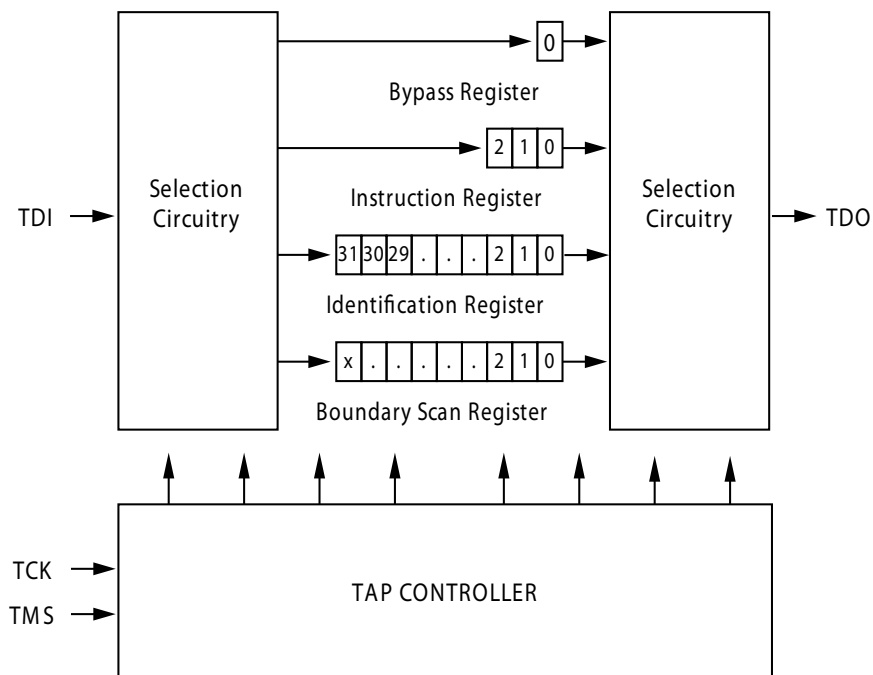 0
Bypass Register
2 1 0
Selection
Circuitry
Instruction Register
Selection
Circuitry
TDI
TDO
31 30 29 . . . 2 1 0
Identification Register
x . . . . . 2 1 0
Boundary Scan Register
TCK
TMS
TAP CONTROLLER